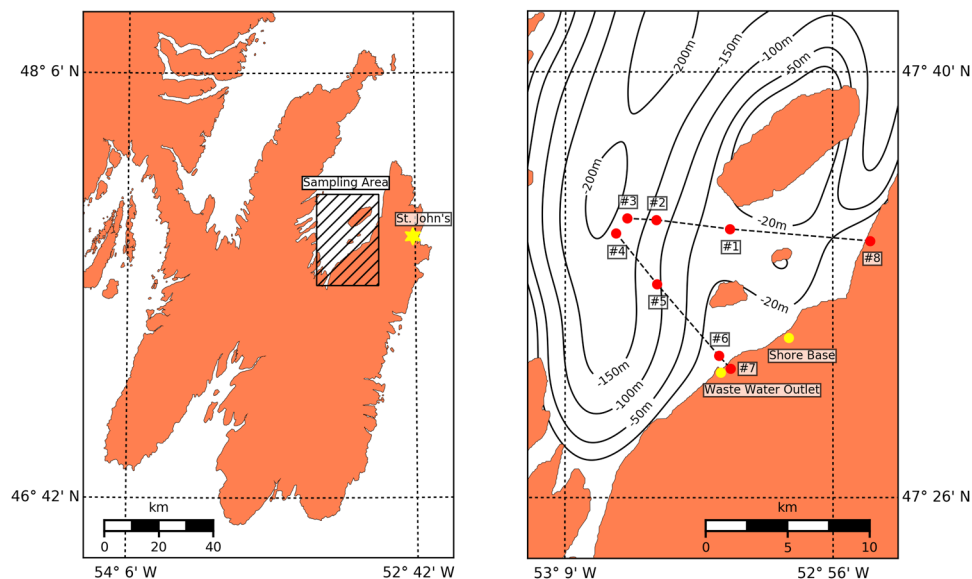 48° 6' N
46° 42' N
54° 6' W
52° 42' W
Sampling Area
St. John's
km
0
20
40
47° 40' N
47° 26' N
53° 9' W
52° 56' W
-200m
-150m
-100m
-50m
-200m
#3
#2
-20m
#1
#4
#8
#5
-20m
#6
Shore Base
#7
-150m
Waste Water Outlet
-100m
-50m
km
0
5
10